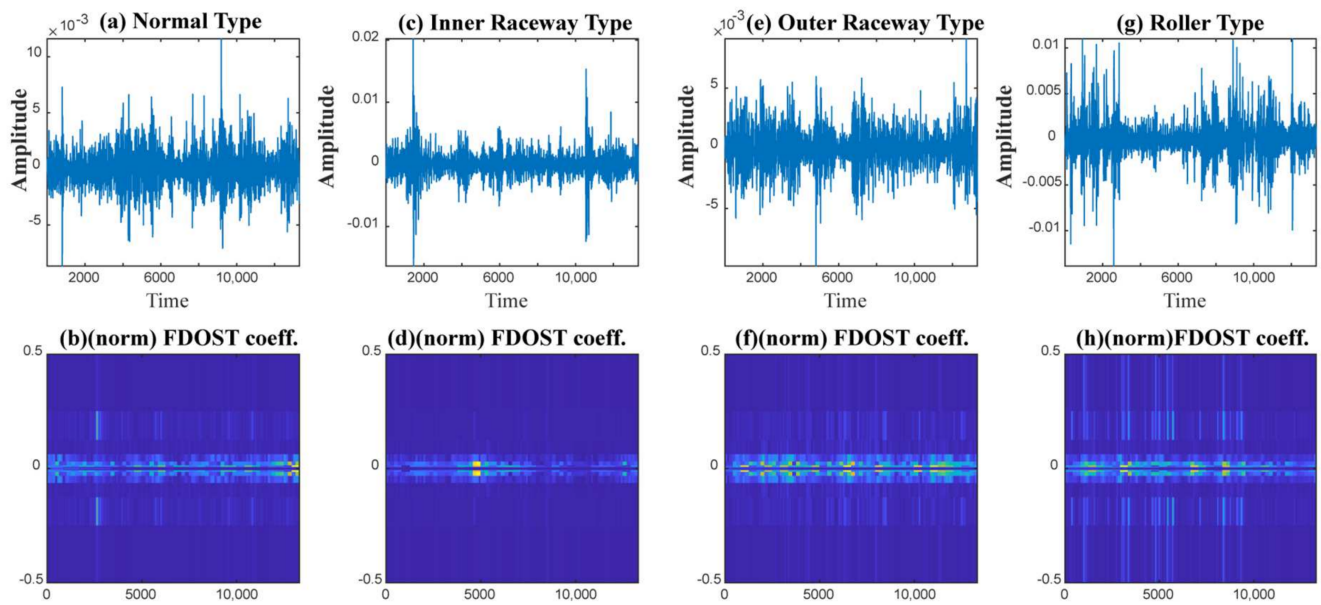 (a) Normal Type
×10⁻³
10
5
0
-5
Amplitude
2000 6000 10,000
Time
(c) Inner Raceway Type
0.02
0.01
0
-0.01
Amplitude
2000 6000 10,000
Time
(e) Outer Raceway Type
×10⁻³
5
0
-5
Amplitude
2000 6000 10,000
Time
(g) Roller Type
0.01
0.005
0
-0.005
-0.01
Amplitude
2000 6000 10,000
Time
(b)(norm) FDOST coeff.
0.5
0
-0.5
0 5000 10,000
(d)(norm) FDOST coeff.
0.5
0
-0.5
0 5000 10,000
(f)(norm) FDOST coeff.
0.5
0
-0.5
0 5000 10,000
(h)(norm)FDOST coeff.
0.5
0
-0.5
0 5000 10,000